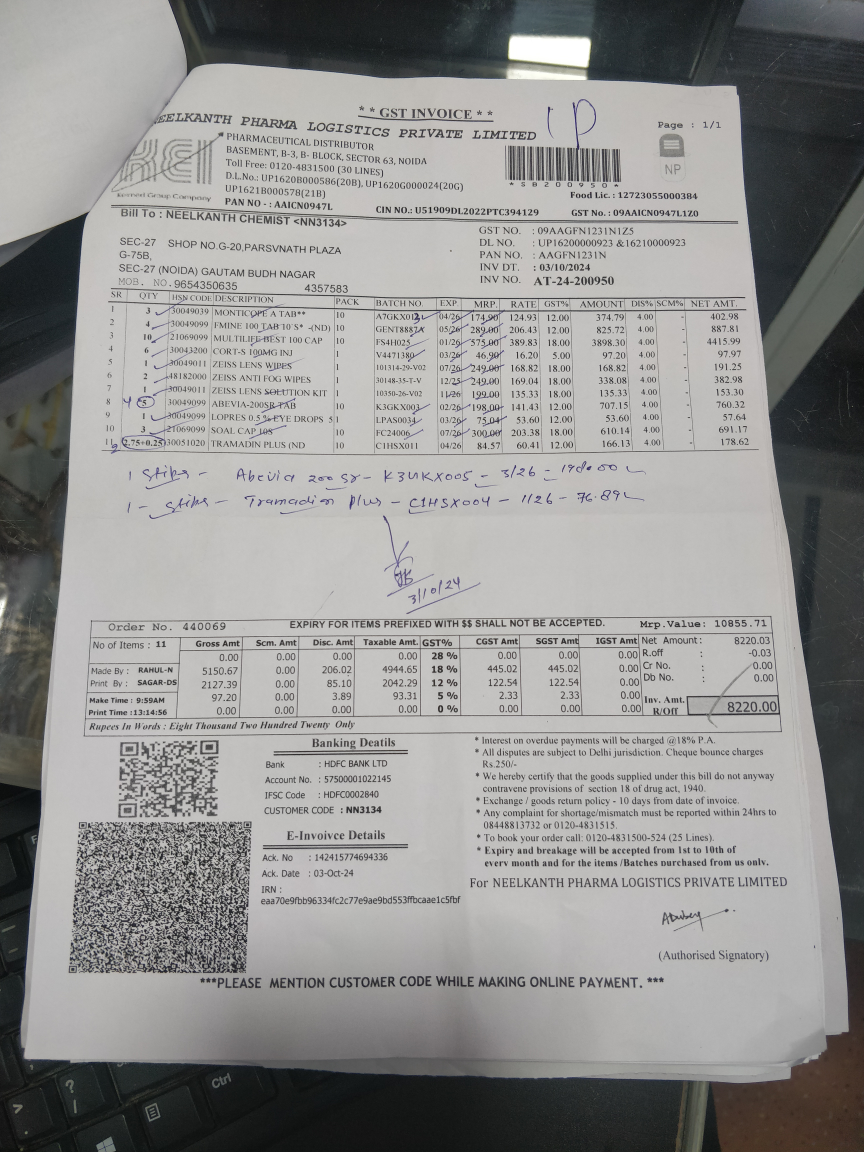 * * GST INVOICE * *
1P
NEELKANTH PHARMA LOGISTICS PRIVATE LIMITED
Page : 1/1
PHARMACEUTICAL DISTRIBUTOR
BASEMENT, B-3, B- BLOCK, SECTOR 63, NOIDA
Toll Free: 0120-4831500 (30 LINES)
D.L.No.: UP1620B000586(20B), UP1620G000024(20G)
UP1621B000578(21B)
PAN NO - : AAICN0947L
KEI
Kemed Group Company
*SB200950*
NP
CIN NO.: U51909DL2022PTC394129
Food Lic.: 12723055000384
GST No. : 09AAICN0947L1Z0
Bill To : NEELKANTH CHEMIST <NN3134>
SEC-27 SHOP NO.G-20,PARSVNATH PLAZA
G-75B,
SEC-27 (NOIDA) GAUTAM BUDH NAGAR
MOB. NO. 9654350635 4357583
GST NO. : 09AAGFN1231N1Z5
DL NO. : UP16200000923 &16210000923
PAN NO. : AAGFN1231N
INV DT. : 03/10/2024
INV NO. AT-24-200950
SR QTY HSN CODE DESCRIPTION PACK BATCH NO. EXP. MRP. RATE GST% AMOUNT DIS% SCM% NET AMT.
1 3 30049039 MONTICOPE A TAB** 10 A7GKX013 04/26 174.90 124.93 12.00 374.79 4.00 - 402.98
2 4 30049099 FMINE 100 TAB 10 S* -(ND) 10 GENT8887A 05/26 289.00 206.43 12.00 825.72 4.00 - 887.81
3 10 21069099 MULTILIFE BEST 100 CAP 10 FS4H025 01/26 575.00 389.83 18.00 3898.30 4.00 - 4415.99
4 6 30043200 CORT-S 100MG INJ 1 V4471380 03/26 46.90 16.20 5.00 97.20 4.00 - 97.97
5 1 30049011 ZEISS LENS WIPES 1 101314-29-V02 07/26 249.00 168.82 18.00 168.82 4.00 - 191.25
6 2 48182000 ZEISS ANTI FOG WIPES 1 30148-35-T-V 12/25 249.00 169.04 18.00 338.08 4.00 - 382.98
7 1 30049011 ZEISS LENS SOLUTION KIT 1 10350-26-V02 11/26 199.00 135.33 18.00 135.33 4.00 - 153.30
8 4 5 30049099 ABEVIA-200SR TAB 10 K3GKX003 02/26 198.00 141.43 12.00 707.15 4.00 - 760.32
9 1 30049099 LOPRES 0.5 % EYE DROPS 5 1 LPAS0034 03/26 75.04 53.60 12.00 53.60 4.00 - 57.64
10 3 21069099 SOAL CAP 10S 10 FC24006 07/26 300.00 203.38 18.00 610.14 4.00 - 691.17
11 2.75+0.25 30051020 TRAMADIN PLUS (ND 10 C1HSX011 04/26 84.57 60.41 12.00 166.13 4.00 - 178.62
1 Stips - Abevia 200 SR - K3UKX005 - 3/26 - 198.00
1 - stips - Tramadian Plus - C1HSX004 - 1/26 - 76.89
3/10/24
Order No. 440069 EXPIRY FOR ITEMS PREFIXED WITH $$ SHALL NOT BE ACCEPTED. Mrp.Value: 10855.71
No of Items : 11 Gross Amt Scm. Amt Disc. Amt Taxable Amt. GST% CGST Amt SGST Amt IGST Amt
0.00 0.00 0.00 0.00 28 % 0.00 0.00 0.00
Made By : RAHUL-N 5150.67 0.00 206.02 4944.65 18 % 445.02 445.02 0.00
Print By : SAGAR-DS 2127.39 0.00 85.10 2042.29 12 % 122.54 122.54 0.00
Make Time : 9:59AM 97.20 0.00 3.89 93.31 5 % 2.33 2.33 0.00
Print Time :13:14:56 0.00 0.00 0.00 0.00 0 % 0.00 0.00 0.00
Net Amount : 8220.03
R.off : -0.03
Cr No. : 0.00
Db No. : 0.00
Inv. Amt. R/Off 8220.00
Rupees In Words : Eight Thousand Two Hundred Twenty Only
Banking Deatils
Bank : HDFC BANK LTD
Account No. : 57500001022145
IFSC Code : HDFC0002840
CUSTOMER CODE : NN3134
E-Invoivce Details
Ack. No : 142415774694336
Ack. Date : 03-Oct-24
IRN :
eaa70e9fbb96334fc2c77e9ae9bd553ffbcaae1c5fbf
* Interest on overdue payments will be charged @18% P.A.
* All disputes are subject to Delhi jurisdiction. Cheque bounce charges
Rs.250/-
* We hereby certify that the goods supplied under this bill do not anyway
contravene provisions of section 18 of drug act, 1940.
* Exchange / goods return policy - 10 days from date of invoice.
* Any complaint for shortage/mismatch must be reported within 24hrs to
08448813732 or 0120-4831515.
* To book your order call: 0120-4831500-524 (25 Lines).
* Expiry and breakage will be accepted from 1st to 10th of
every month and for the items /Batches purchased from us only.
For NEELKANTH PHARMA LOGISTICS PRIVATE LIMITED
(Authorised Signatory)
***PLEASE MENTION CUSTOMER CODE WHILE MAKING ONLINE PAYMENT. ***
Ctrl
?